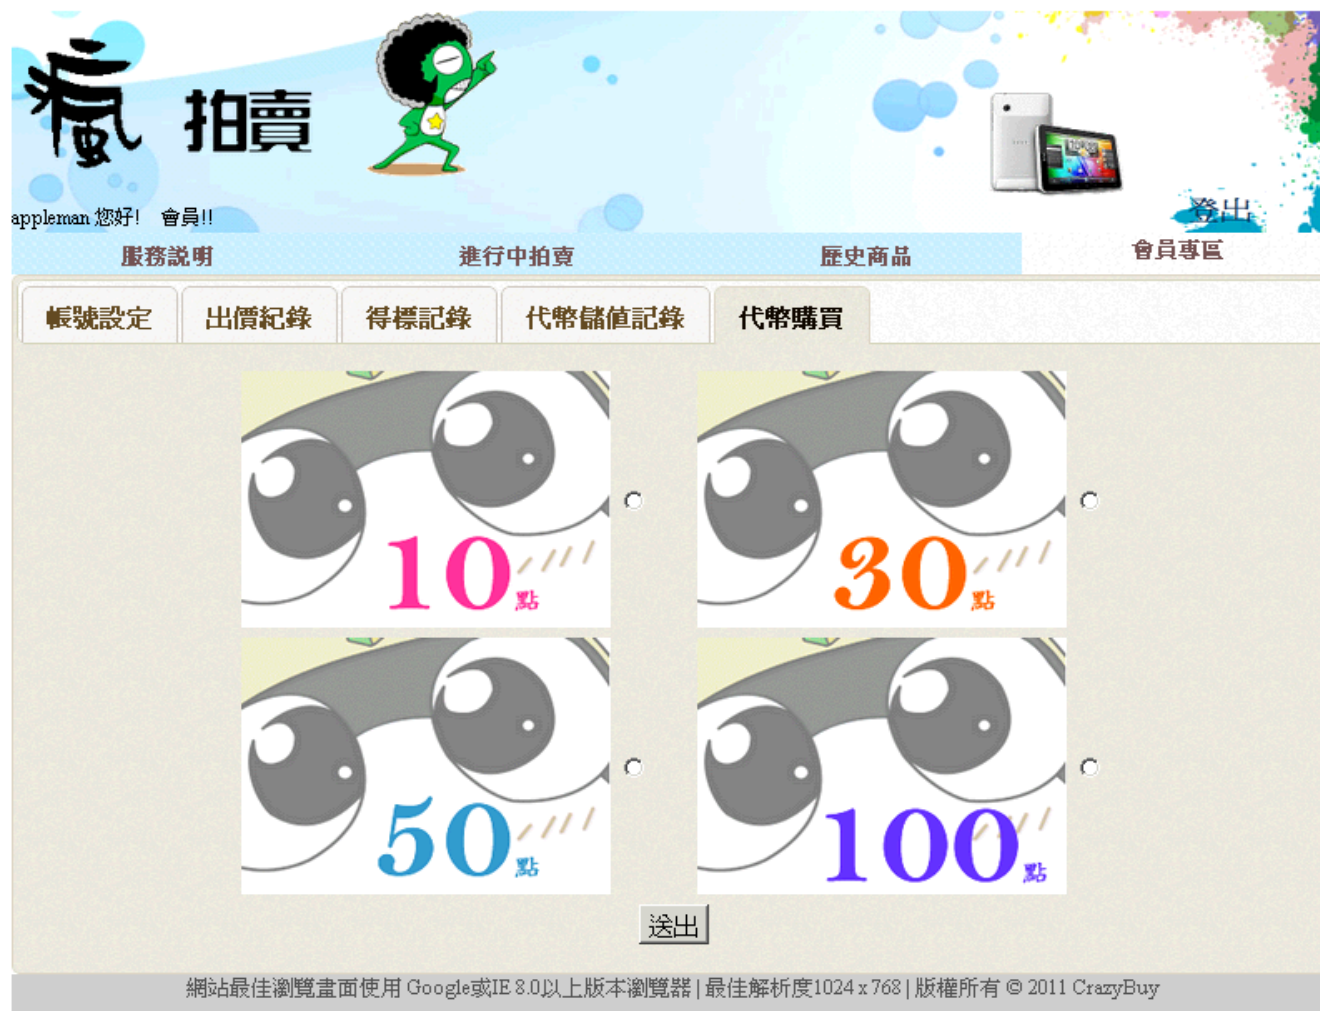 瘋 拍賣
appleman 您好! 會員!!
登出
服務說明 進行中拍賣 歷史商品 會員專區
帳號設定 出價紀錄 得標記錄 代幣儲值記錄 代幣購買
10點 30點
50點 100點
送出
網站最佳瀏覽畫面使用 Google或IE 8.0以上版本瀏覽器 | 最佳解析度1024 x 768 | 版權所有 © 2011 CrazyBuy